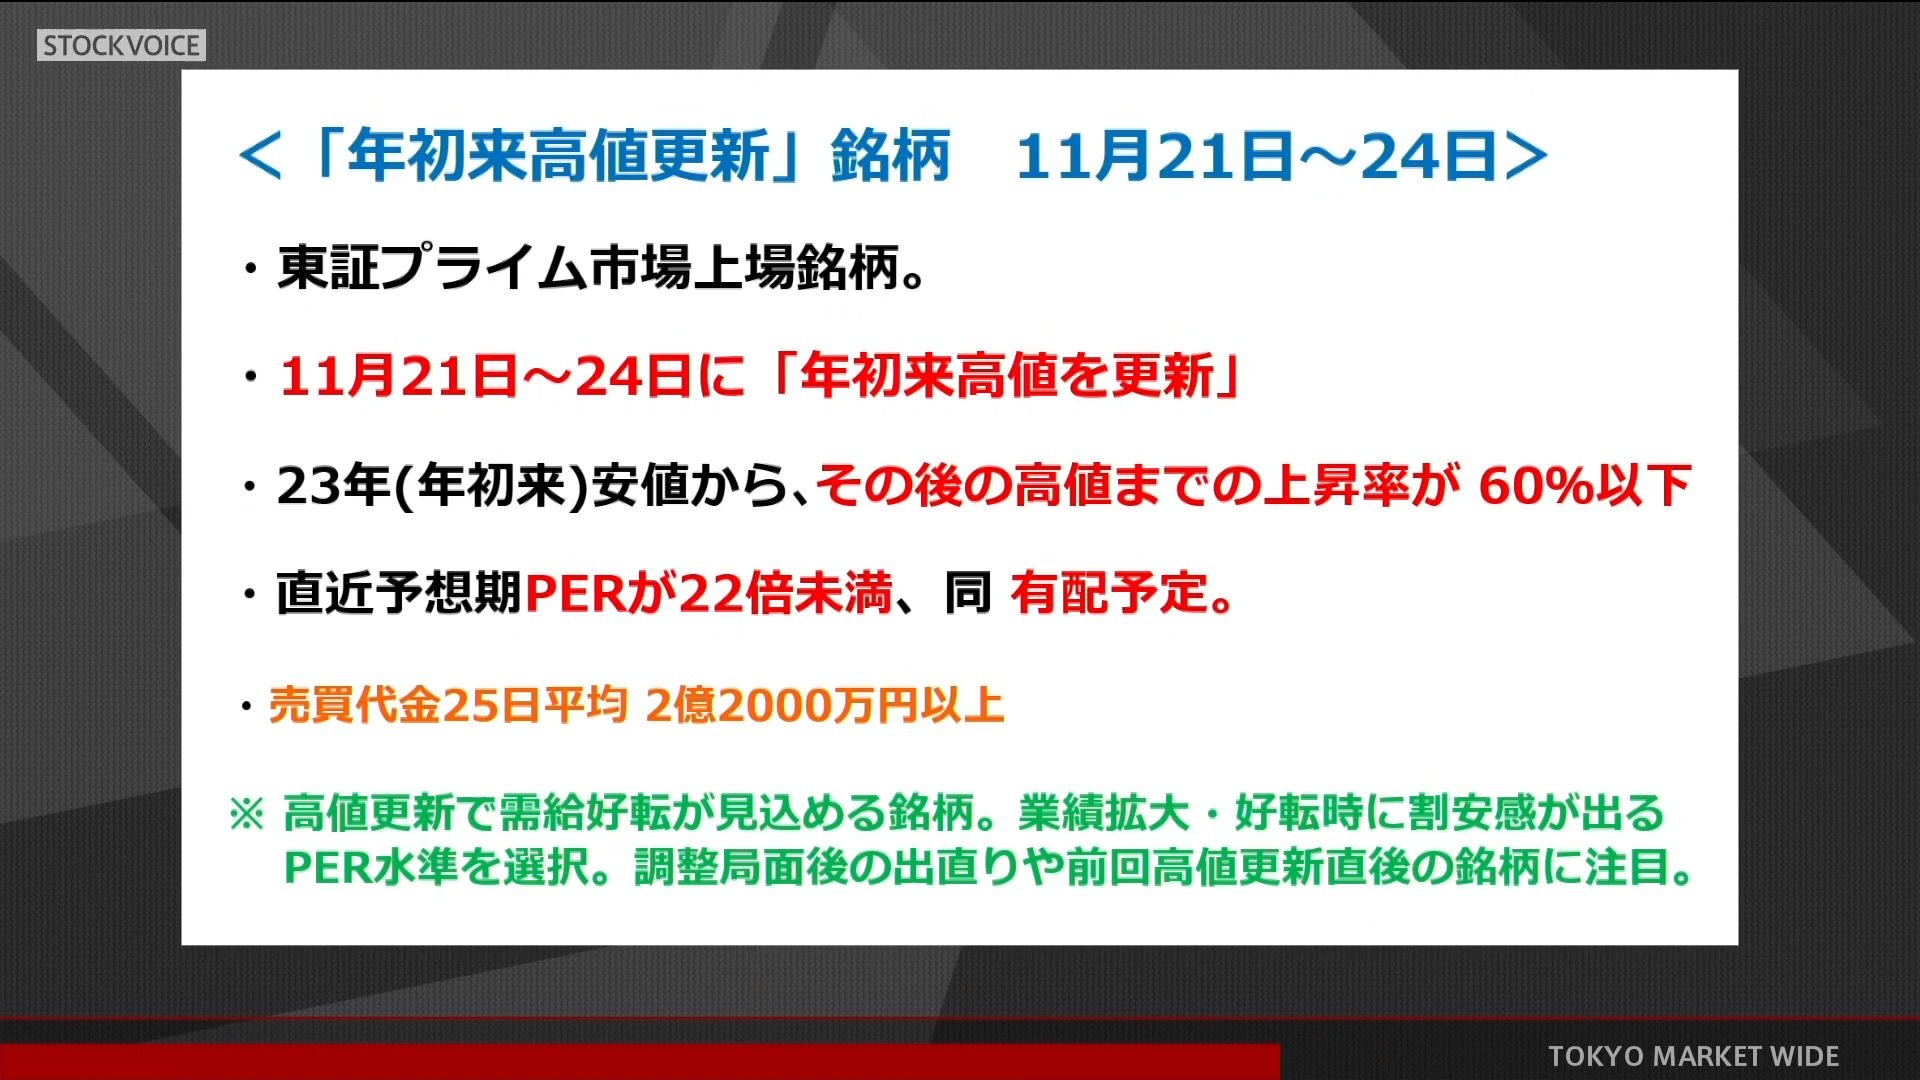 STOCKVOICE
＜「年初来高値更新」銘柄　11月21日～24日＞
・東証プライム市場上場銘柄。
・11月21日～24日に「年初来高値を更新」
・23年(年初来)安値から、その後の高値までの上昇率が 60%以下
・直近予想期PERが22倍未満、同 有配予定。
・売買代金25日平均 2億2000万円以上
※ 高値更新で需給好転が見込める銘柄。業績拡大・好転時に割安感が出る
PER水準を選択。調整局面後の出直りや前回高値更新直後の銘柄に注目。
TOKYO MARKET WIDE